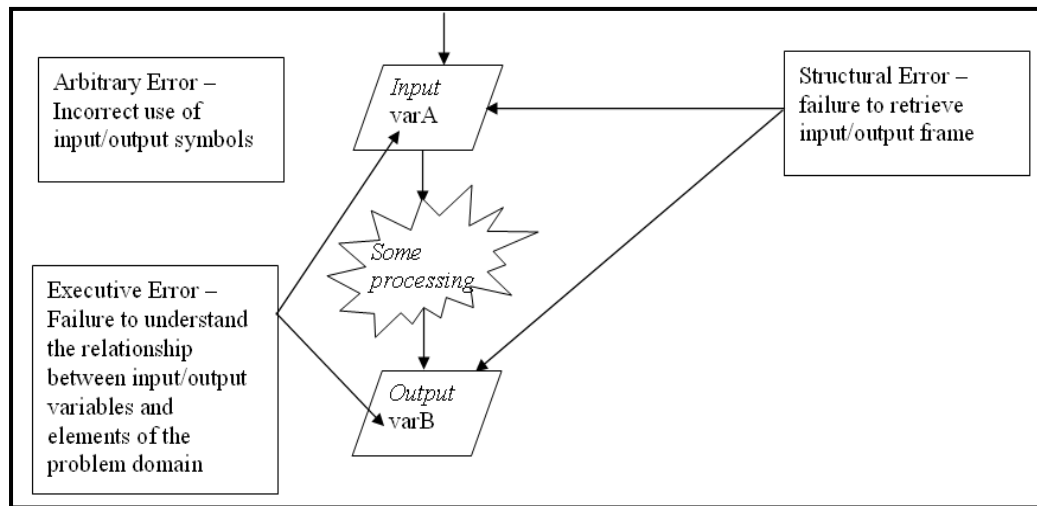 Arbitrary Error –
Incorrect use of
input/output symbols
Input
varA
Structural Error –
failure to retrieve
input/output frame
Some
processing
Executive Error –
Failure to understand
the relationship
between input/output
variables and
elements of the
problem domain
Output
varB